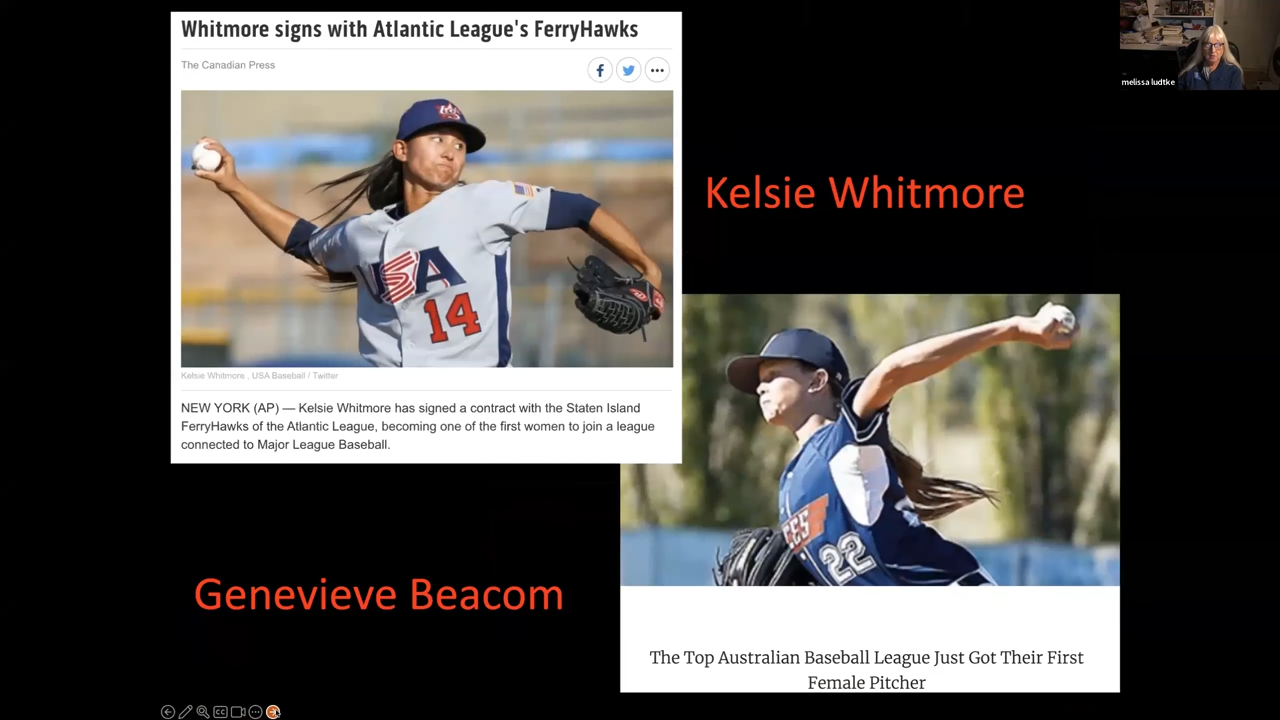 Whitmore signs with Atlantic League's FerryHawks
The Canadian Press
melissa ludtke
USA
14
Kelsie Whitmore
Kelsie Whitmore , USA Baseball / Twitter
NEW YORK (AP) — Kelsie Whitmore has signed a contract with the Staten Island
FerryHawks of the Atlantic League, becoming one of the first women to join a league
connected to Major League Baseball.
CES
22
Genevieve Beacom
The Top Australian Baseball League Just Got Their First
Female Pitcher
CC